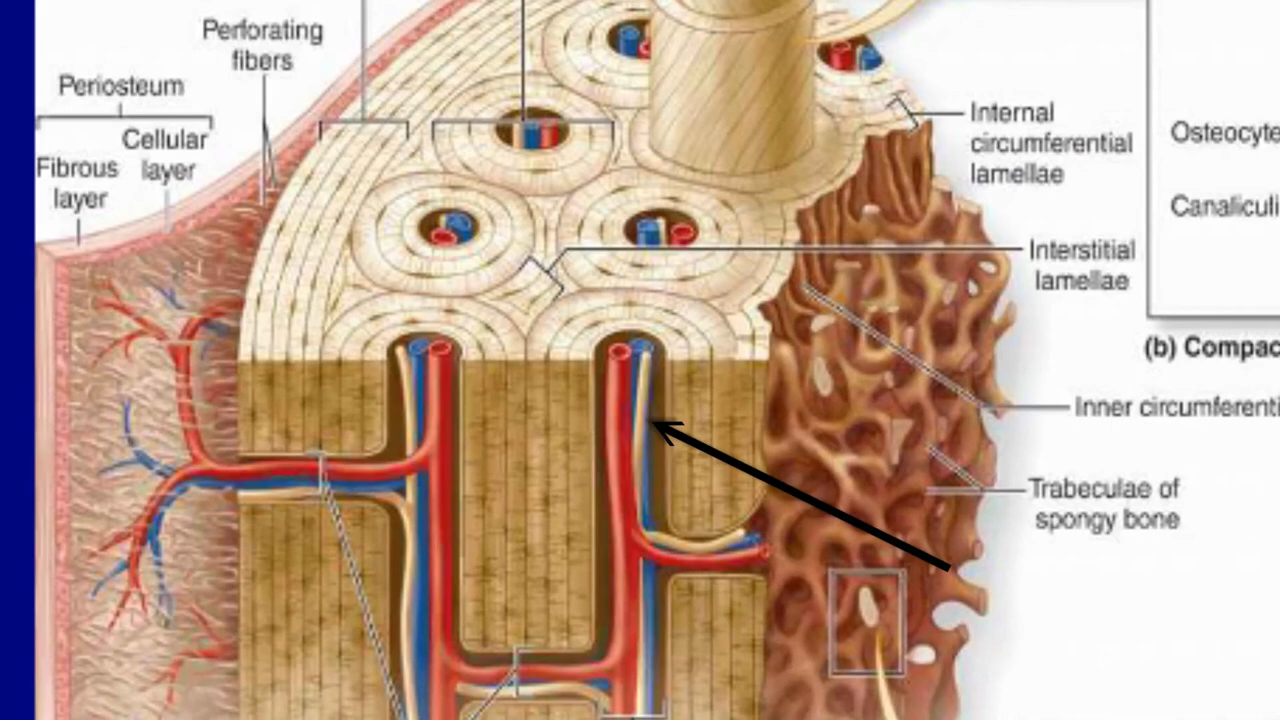 Perforating
fibers
Periosteum
Cellular
layer
Fibrous
layer
Internal
circumferential
lamellae
Interstitial
lamellae
Osteocyte
Canaliculi
(b) Compac
Inner circumferenti
Trabeculae of
spongy bone